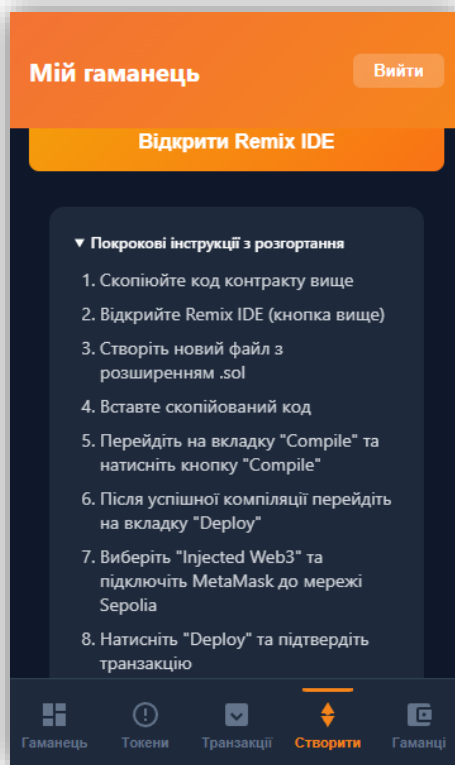 Мій гаманець
Вийти
Відкрити Remix IDE
▼ Покрокові інструкції з розгортання
1. Скопіюйте код контракту вище
2. Відкрийте Remix IDE (кнопка вище)
3. Створіть новий файл з
розширенням .sol
4. Вставте скопійований код
5. Перейдіть на вкладку "Compile" та
натисніть кнопку "Compile"
6. Після успішної компіляції перейдіть
на вкладку "Deploy"
7. Виберіть "Injected Web3" та
підключіть MetaMask до мережі
Sepolia
8. Натисніть "Deploy" та підтвердіть
транзакцію
Гаманець
Токени
Транзакції
Створити
Гаманці